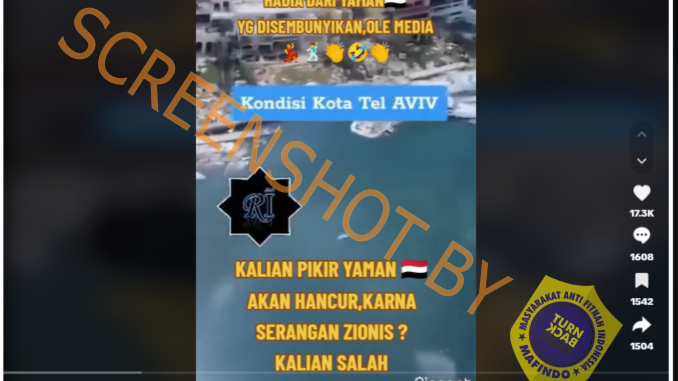 HADIA DARI YAMAN
YG DISEMBUNYIKAN,OLE MEDIA
Kondisi Kota Tel AVIV
RI
KALIAN PIKIR YAMAN
AKAN HANCUR,KARNA
SERANGAN ZIONIS ?
KALIAN SALAH
17.3K
1608
1542
1504
SCREENSHOT BY
MASYARAKAT ANTI FITNAH INDONESIA
TURN
BACK
MAFINDO